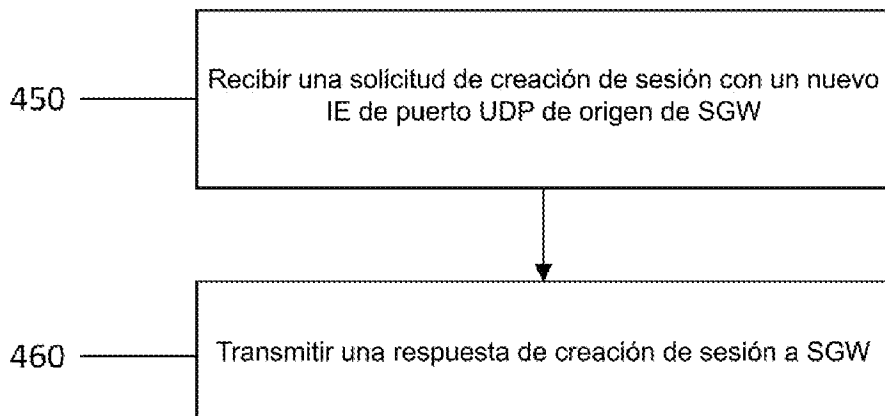 450
Recibir una solicitud de creación de sesión con un nuevo
IE de puerto UDP de origen de SGW
460
Transmitir una respuesta de creación de sesión a SGW